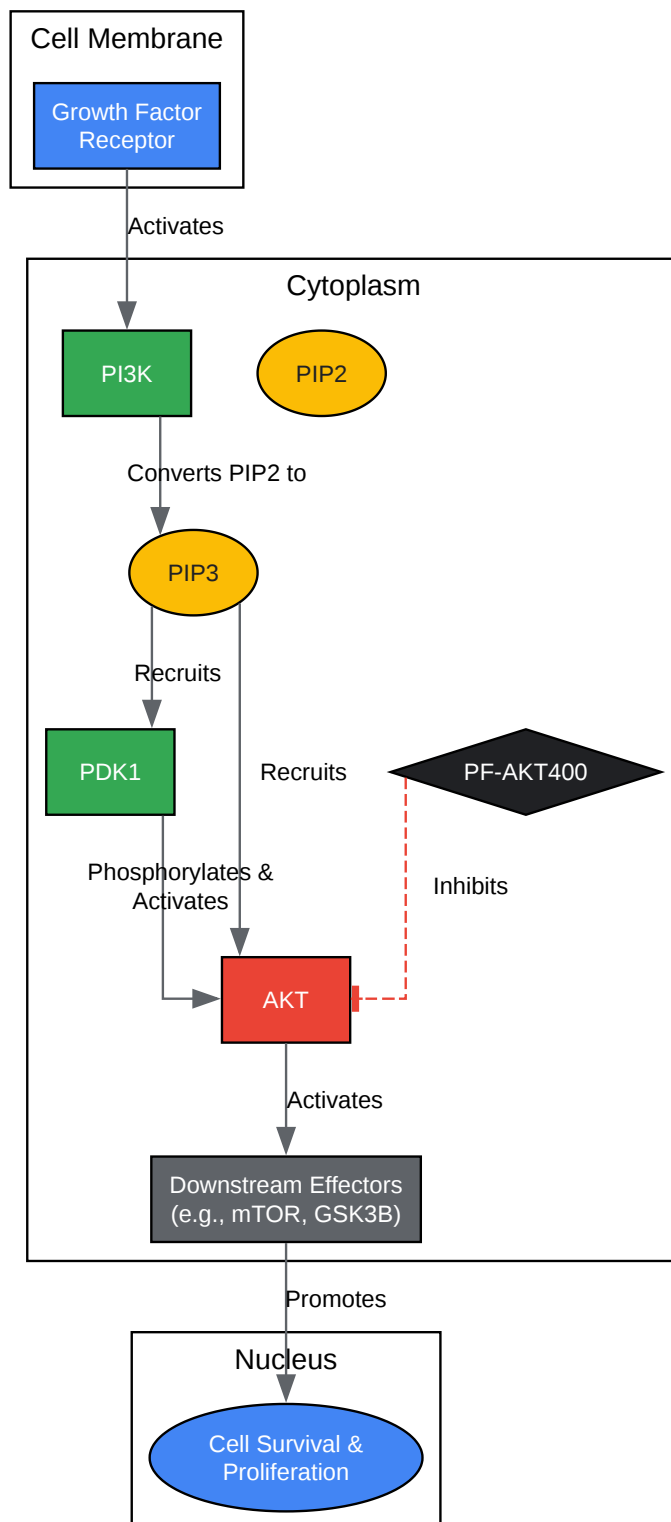 Cell Membrane
Growth Factor
Receptor
Activates
Cytoplasm
PI3K
PIP2
Converts PIP2 to
PIP3
Recruits
PDK1
Recruits
PF-AKT400
Phosphorylates &
Activates
Inhibits
AKT
Activates
Downstream Effectors
(e.g., mTOR, GSK3B)
Promotes
Nucleus
Cell Survival &
Proliferation